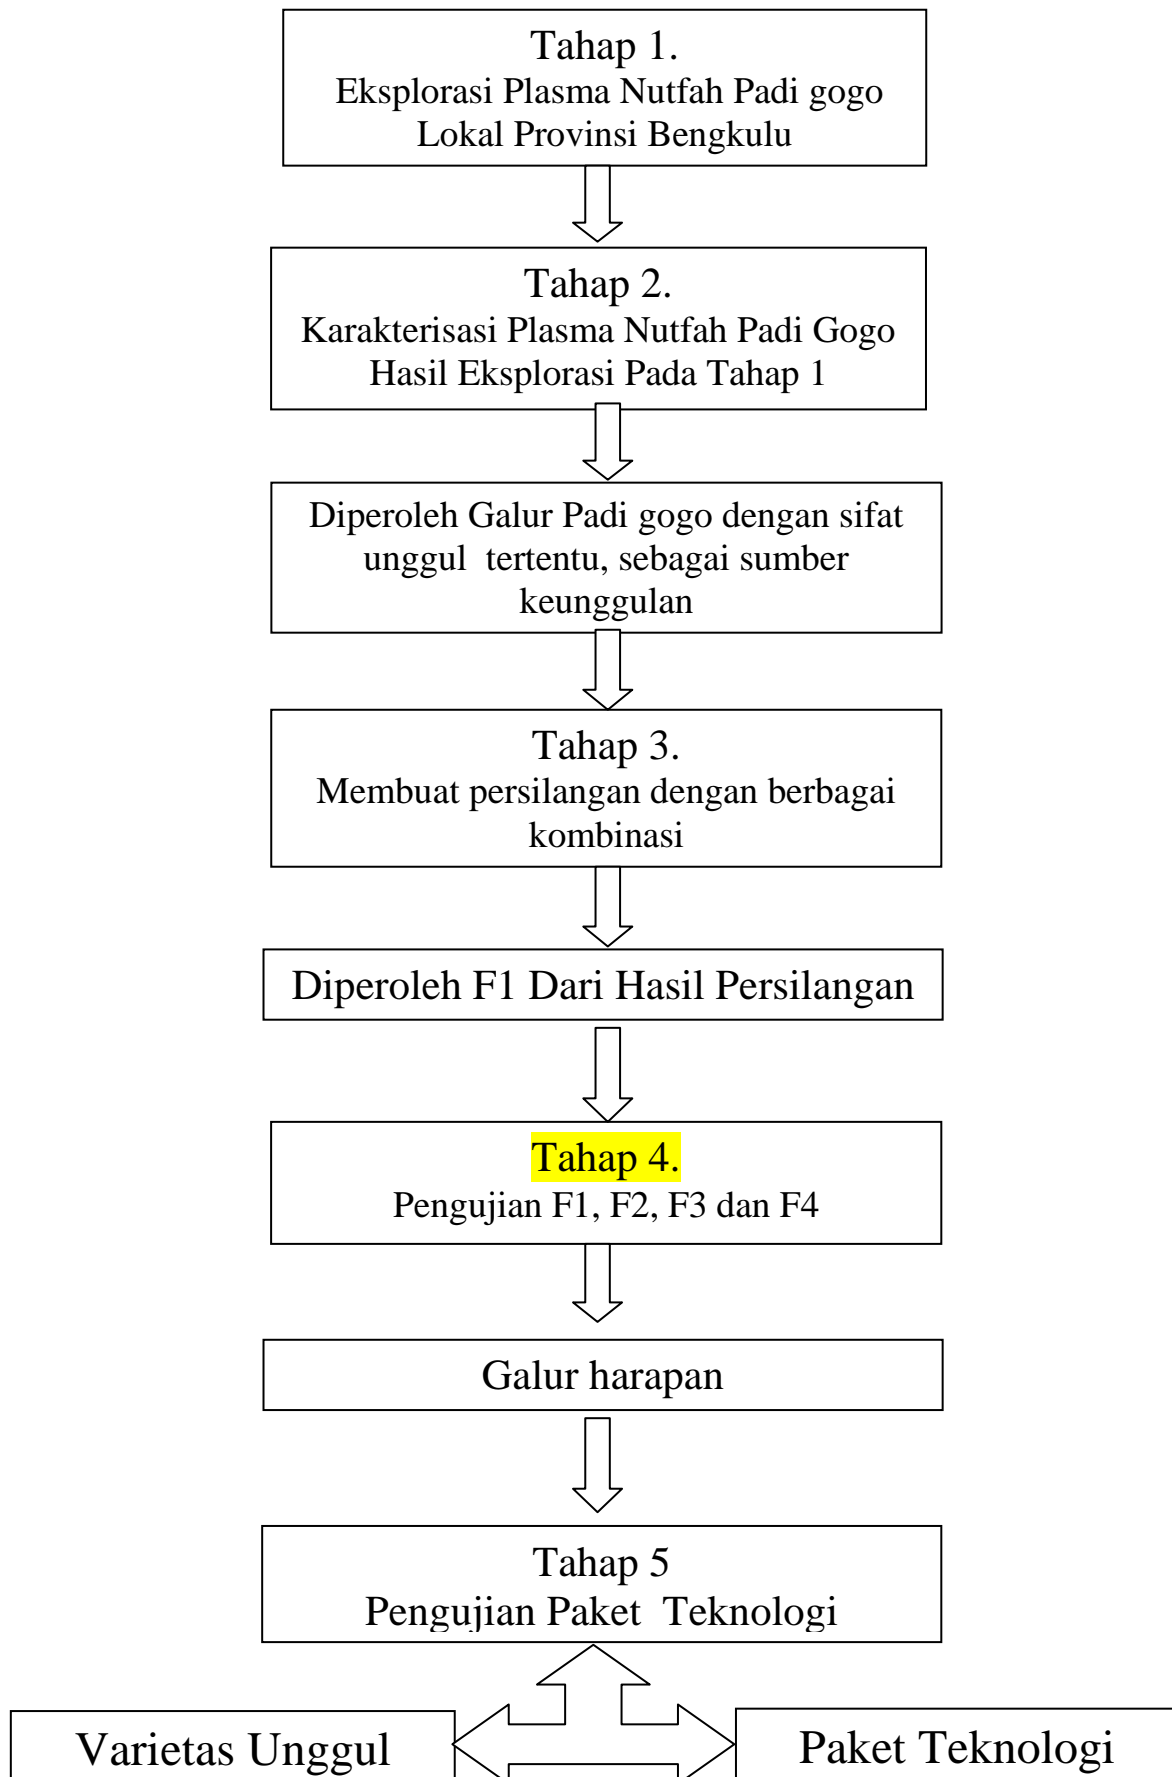 Tahap 1.
Eksplorasi Plasma Nutfah Padi gogo
Lokal Provinsi Bengkulu
Tahap 2.
Karakterisasi Plasma Nutfah Padi Gogo
Hasil Eksplorasi Pada Tahap 1
Diperoleh Galur Padi gogo dengan sifat
unggul tertentu, sebagai sumber
keunggulan
Tahap 3.
Membuat persilangan dengan berbagai
kombinasi
Diperoleh F1 Dari Hasil Persilangan
Tahap 4.
Pengujian F1, F2, F3 dan F4
Galur harapan
Tahap 5
Pengujian Paket Teknologi
Varietas Unggul
Paket Teknologi